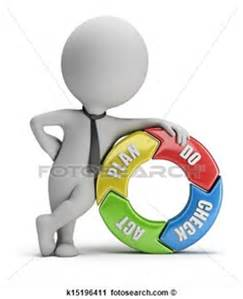 PLAN
DO
CHECK
ACT
FOTOSEARCH
k15196411 fotosearch.com ©